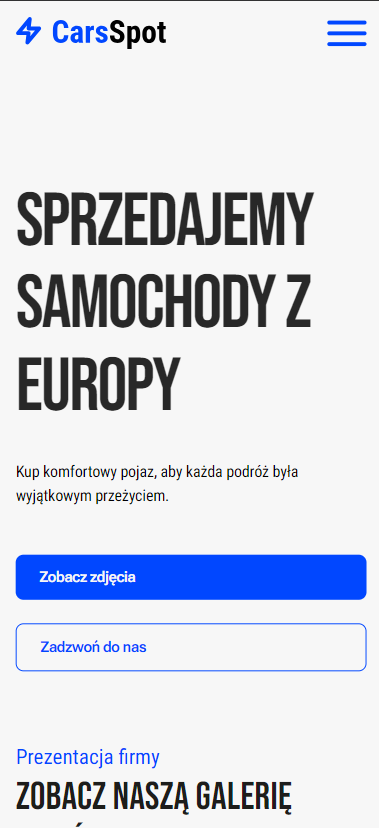 CarsSpot
SPRZEDAJEMY
SAMOCHODY Z
EUROPY
Kup komfortowy pojaz, aby każda podróż była
wyjątkowym przeżyciem.
Zobacz zdjęcia
Zadzwoń do nas
Prezentacja firmy
ZOBACZ NASZĄ GALERIĘ